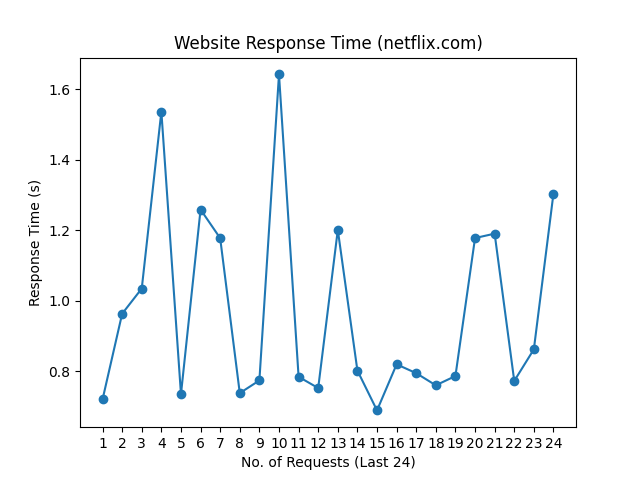 Website Response Time (netflix.com)
Response Time (s)
1.6
1.4
1.2
1.0
0.8
1 2 3 4 5 6 7 8 9 10 11 12 13 14 15 16 17 18 19 20 21 22 23 24
No. of Requests (Last 24)